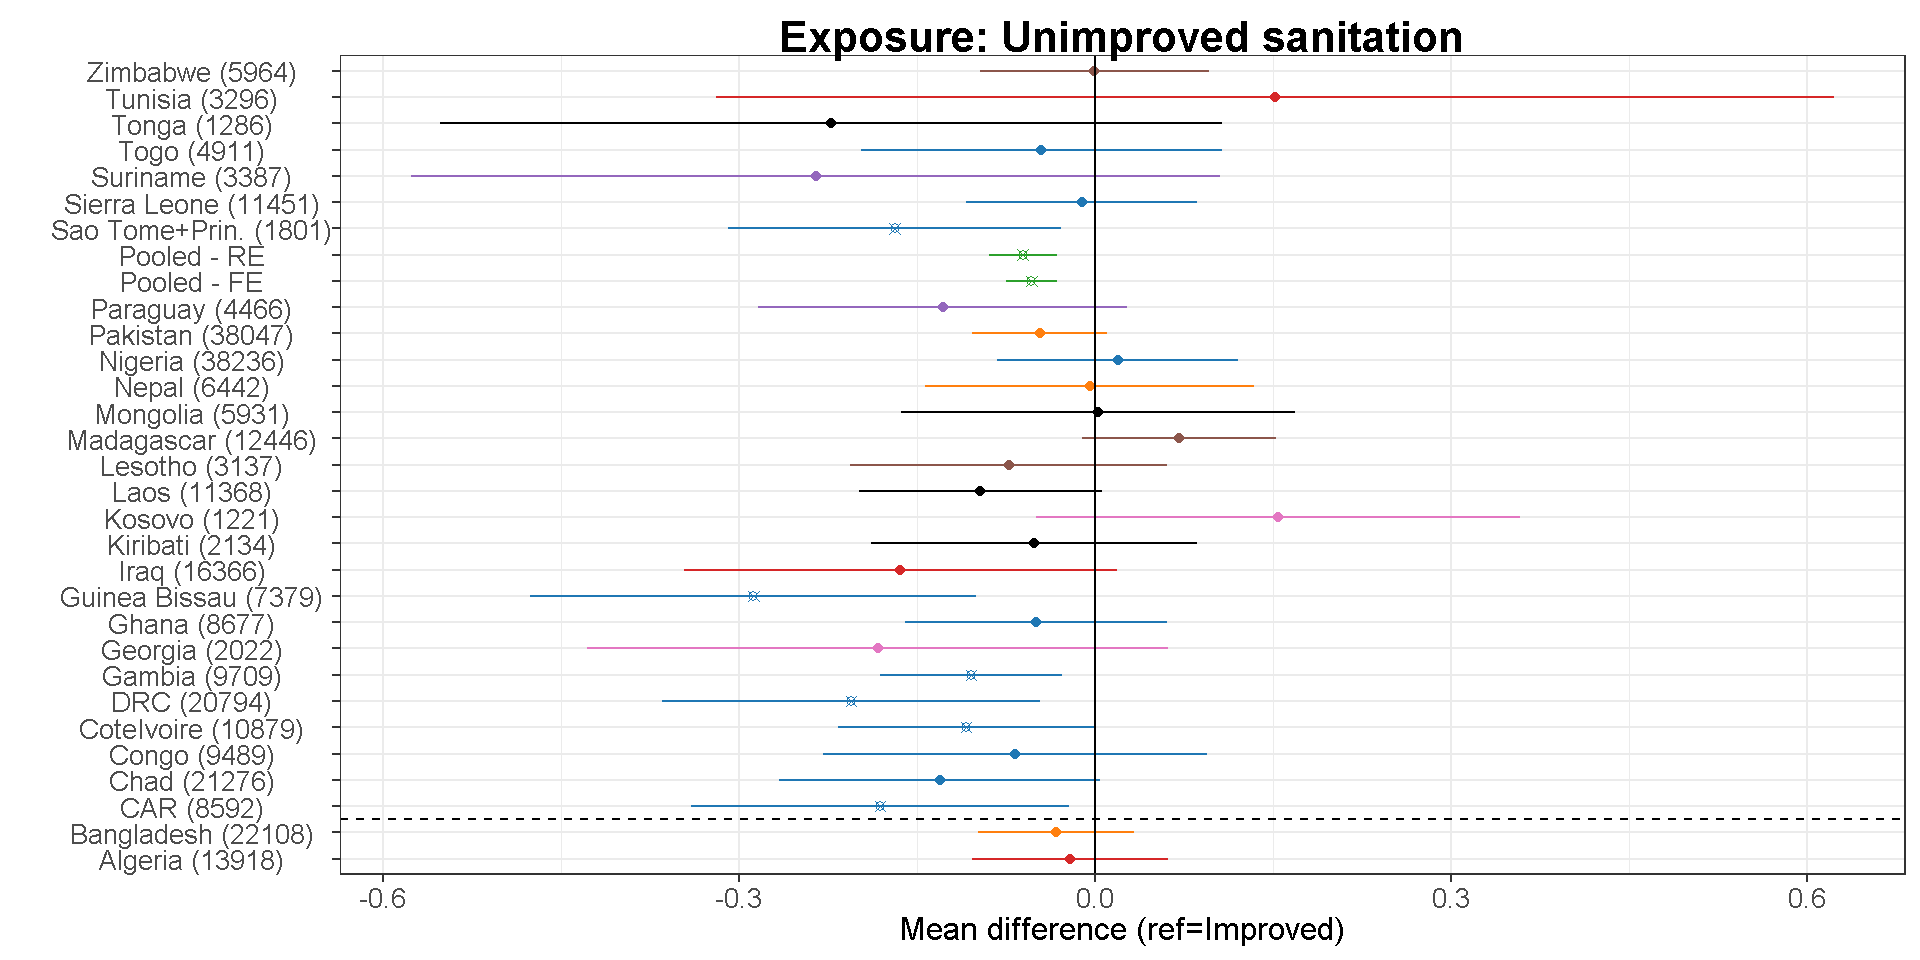 Exposure: Unimproved sanitation
Zimbabwe (5964)
Tunisia (3296)
Tonga (1286)
Togo (4911)
Suriname (3387)
Sierra Leone (11451)
Sao Tome+Prin. (1801)
Pooled - RE
Pooled - FE
Paraguay (4466)
Pakistan (38047)
Nigeria (38236)
Nepal (6442)
Mongolia (5931)
Madagascar (12446)
Lesotho (3137)
Laos (11368)
Kosovo (1221)
Kiribati (2134)
Iraq (16366)
Guinea Bissau (7379)
Ghana (8677)
Georgia (2022)
Gambia (9709)
DRC (20794)
CoteIvoire (10879)
Congo (9489)
Chad (21276)
CAR (8592)
Bangladesh (22108)
Algeria (13918)
-0.6 -0.3 0.0 0.3 0.6
Mean difference (ref=Improved)